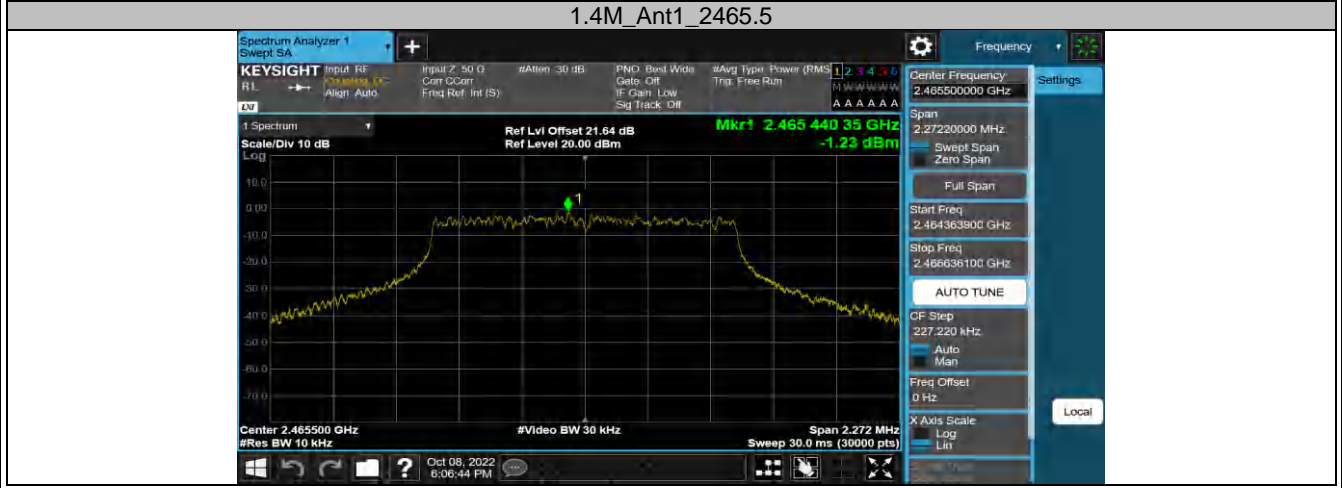 1.4M_Ant1_2465.5
Spectrum Analyzer 1
Swept SA
+
Frequency
KEYSIGHT
RL
Input: RF
Coupling: DC
Align: Auto
Input Z: 50 Ω
Corr CCorr
Freq Ref: Int (S)
#Atten: 30 dB
PNO: Best Wide
Gate: Off
IF Gain: Low
Sig Track: Off
#Avg Type: Power (RMS
Trig: Free Run
1 2 3 4 5 6
M W W W W W
A A A A A A
1 Spectrum
Scale/Div 10 dB
Log
Ref Lvl Offset 21.64 dB
Ref Level 20.00 dBm
Mkr1 2.465 440 35 GHz
-1.23 dBm
10.0
0.00
-10.0
-20.0
-30.0
-40.0
-50.0
-60.0
-70.0
1
Center 2.465500 GHz
#Res BW 10 kHz
#Video BW 30 kHz
Span 2.272 MHz
Sweep 30.0 ms (30000 pts)
Center Frequency
2.465500000 GHz
Settings
Span
2.27220000 MHz
Swept Span
Zero Span
Full Span
Start Freq
2.464363900 GHz
Stop Freq
2.466636100 GHz
AUTO TUNE
CF Step
227.220 kHz
Auto
Man
Freq Offset
0 Hz
X Axis Scale
Log
Lin
Local
?
Oct 08, 2022
6:06:44 PM